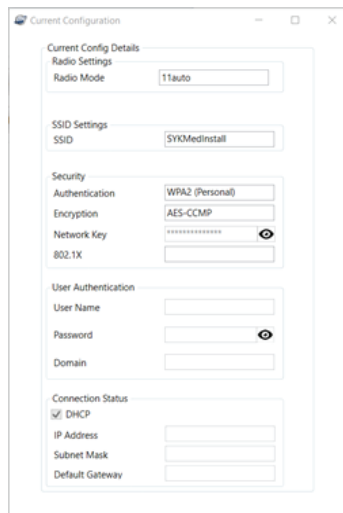 Current Configuration
Current Config Details
Radio Settings
Radio Mode 11auto
SSID Settings
SSID SYKMedInstall
Security
Authentication WPA2 (Personal)
Encryption AES-CCMP
Network Key **************
802.1X
User Authentication
User Name
Password
Domain
Connection Status
DHCP
IP Address
Subnet Mask
Default Gateway